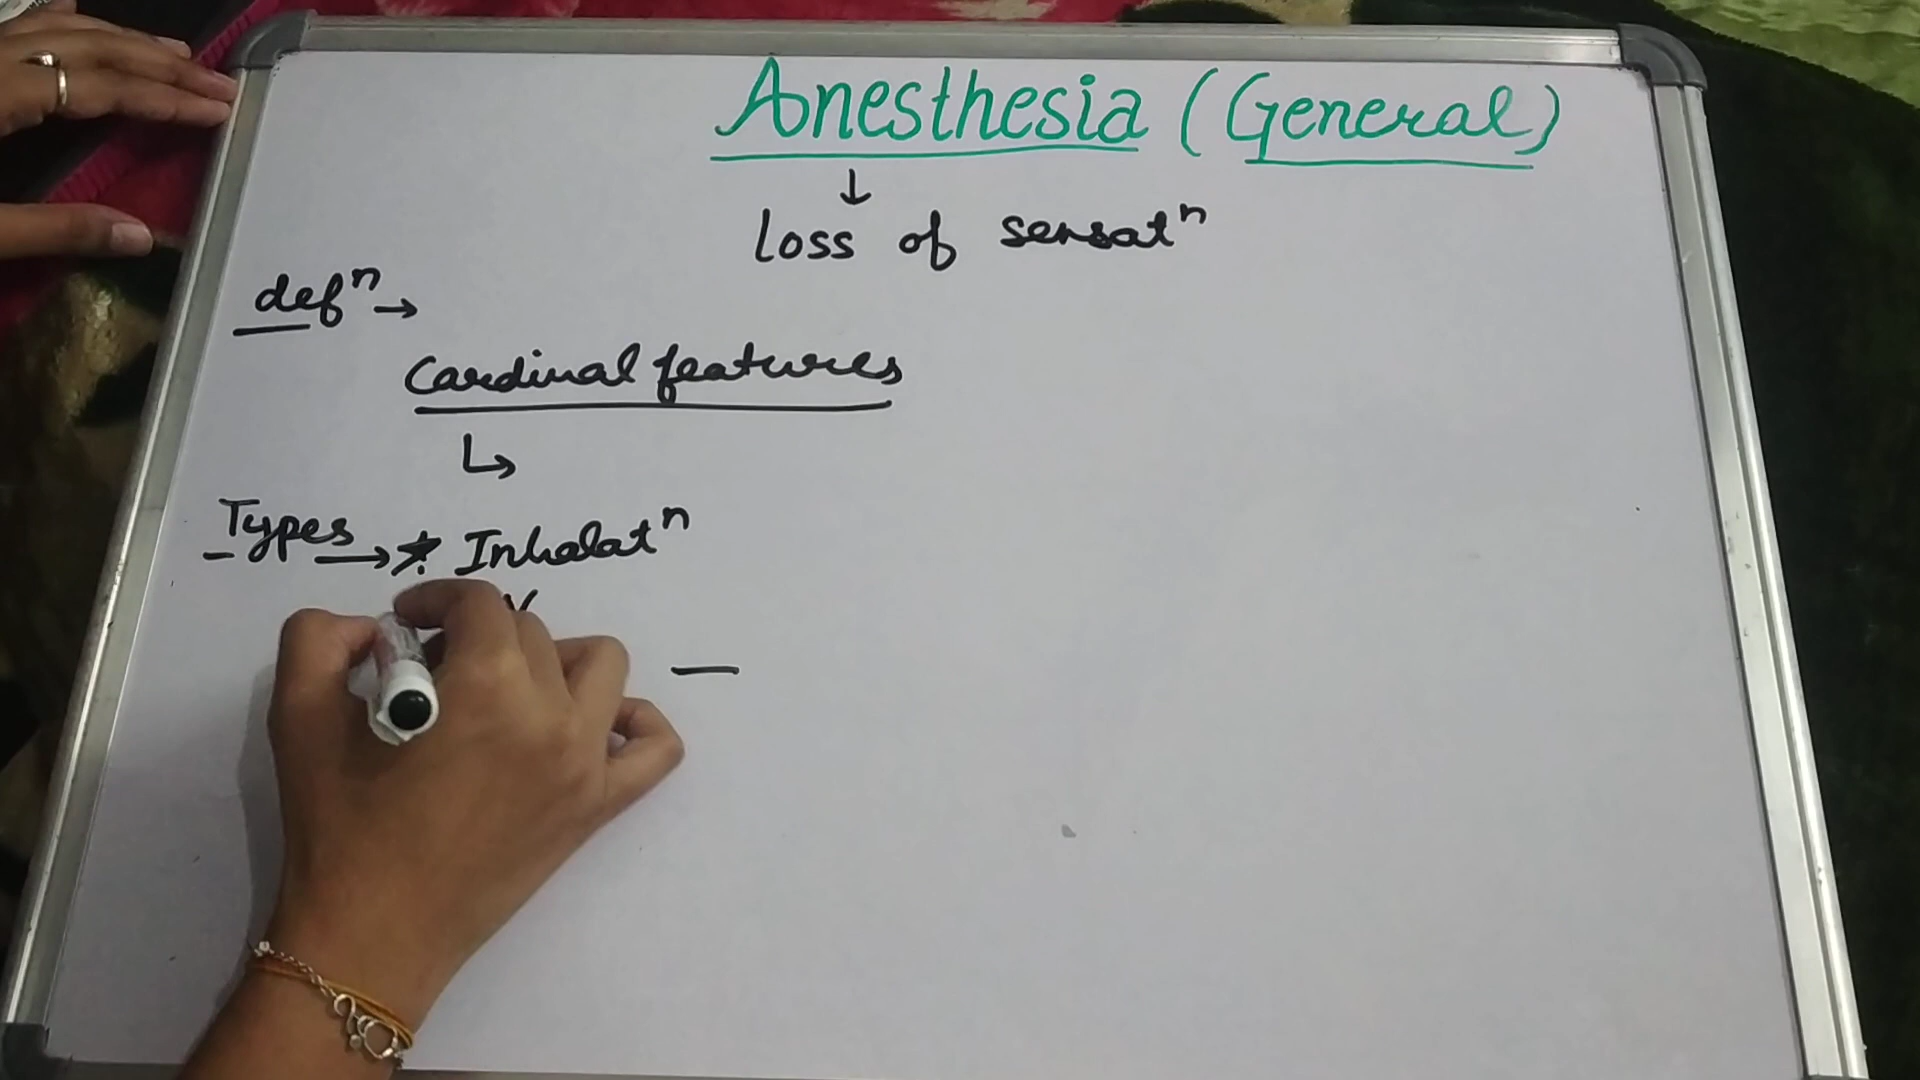 Anesthesia (General)
↓
loss of sensatⁿ
defⁿ →
Cardinal features
↳
Types → * Inhalatⁿ